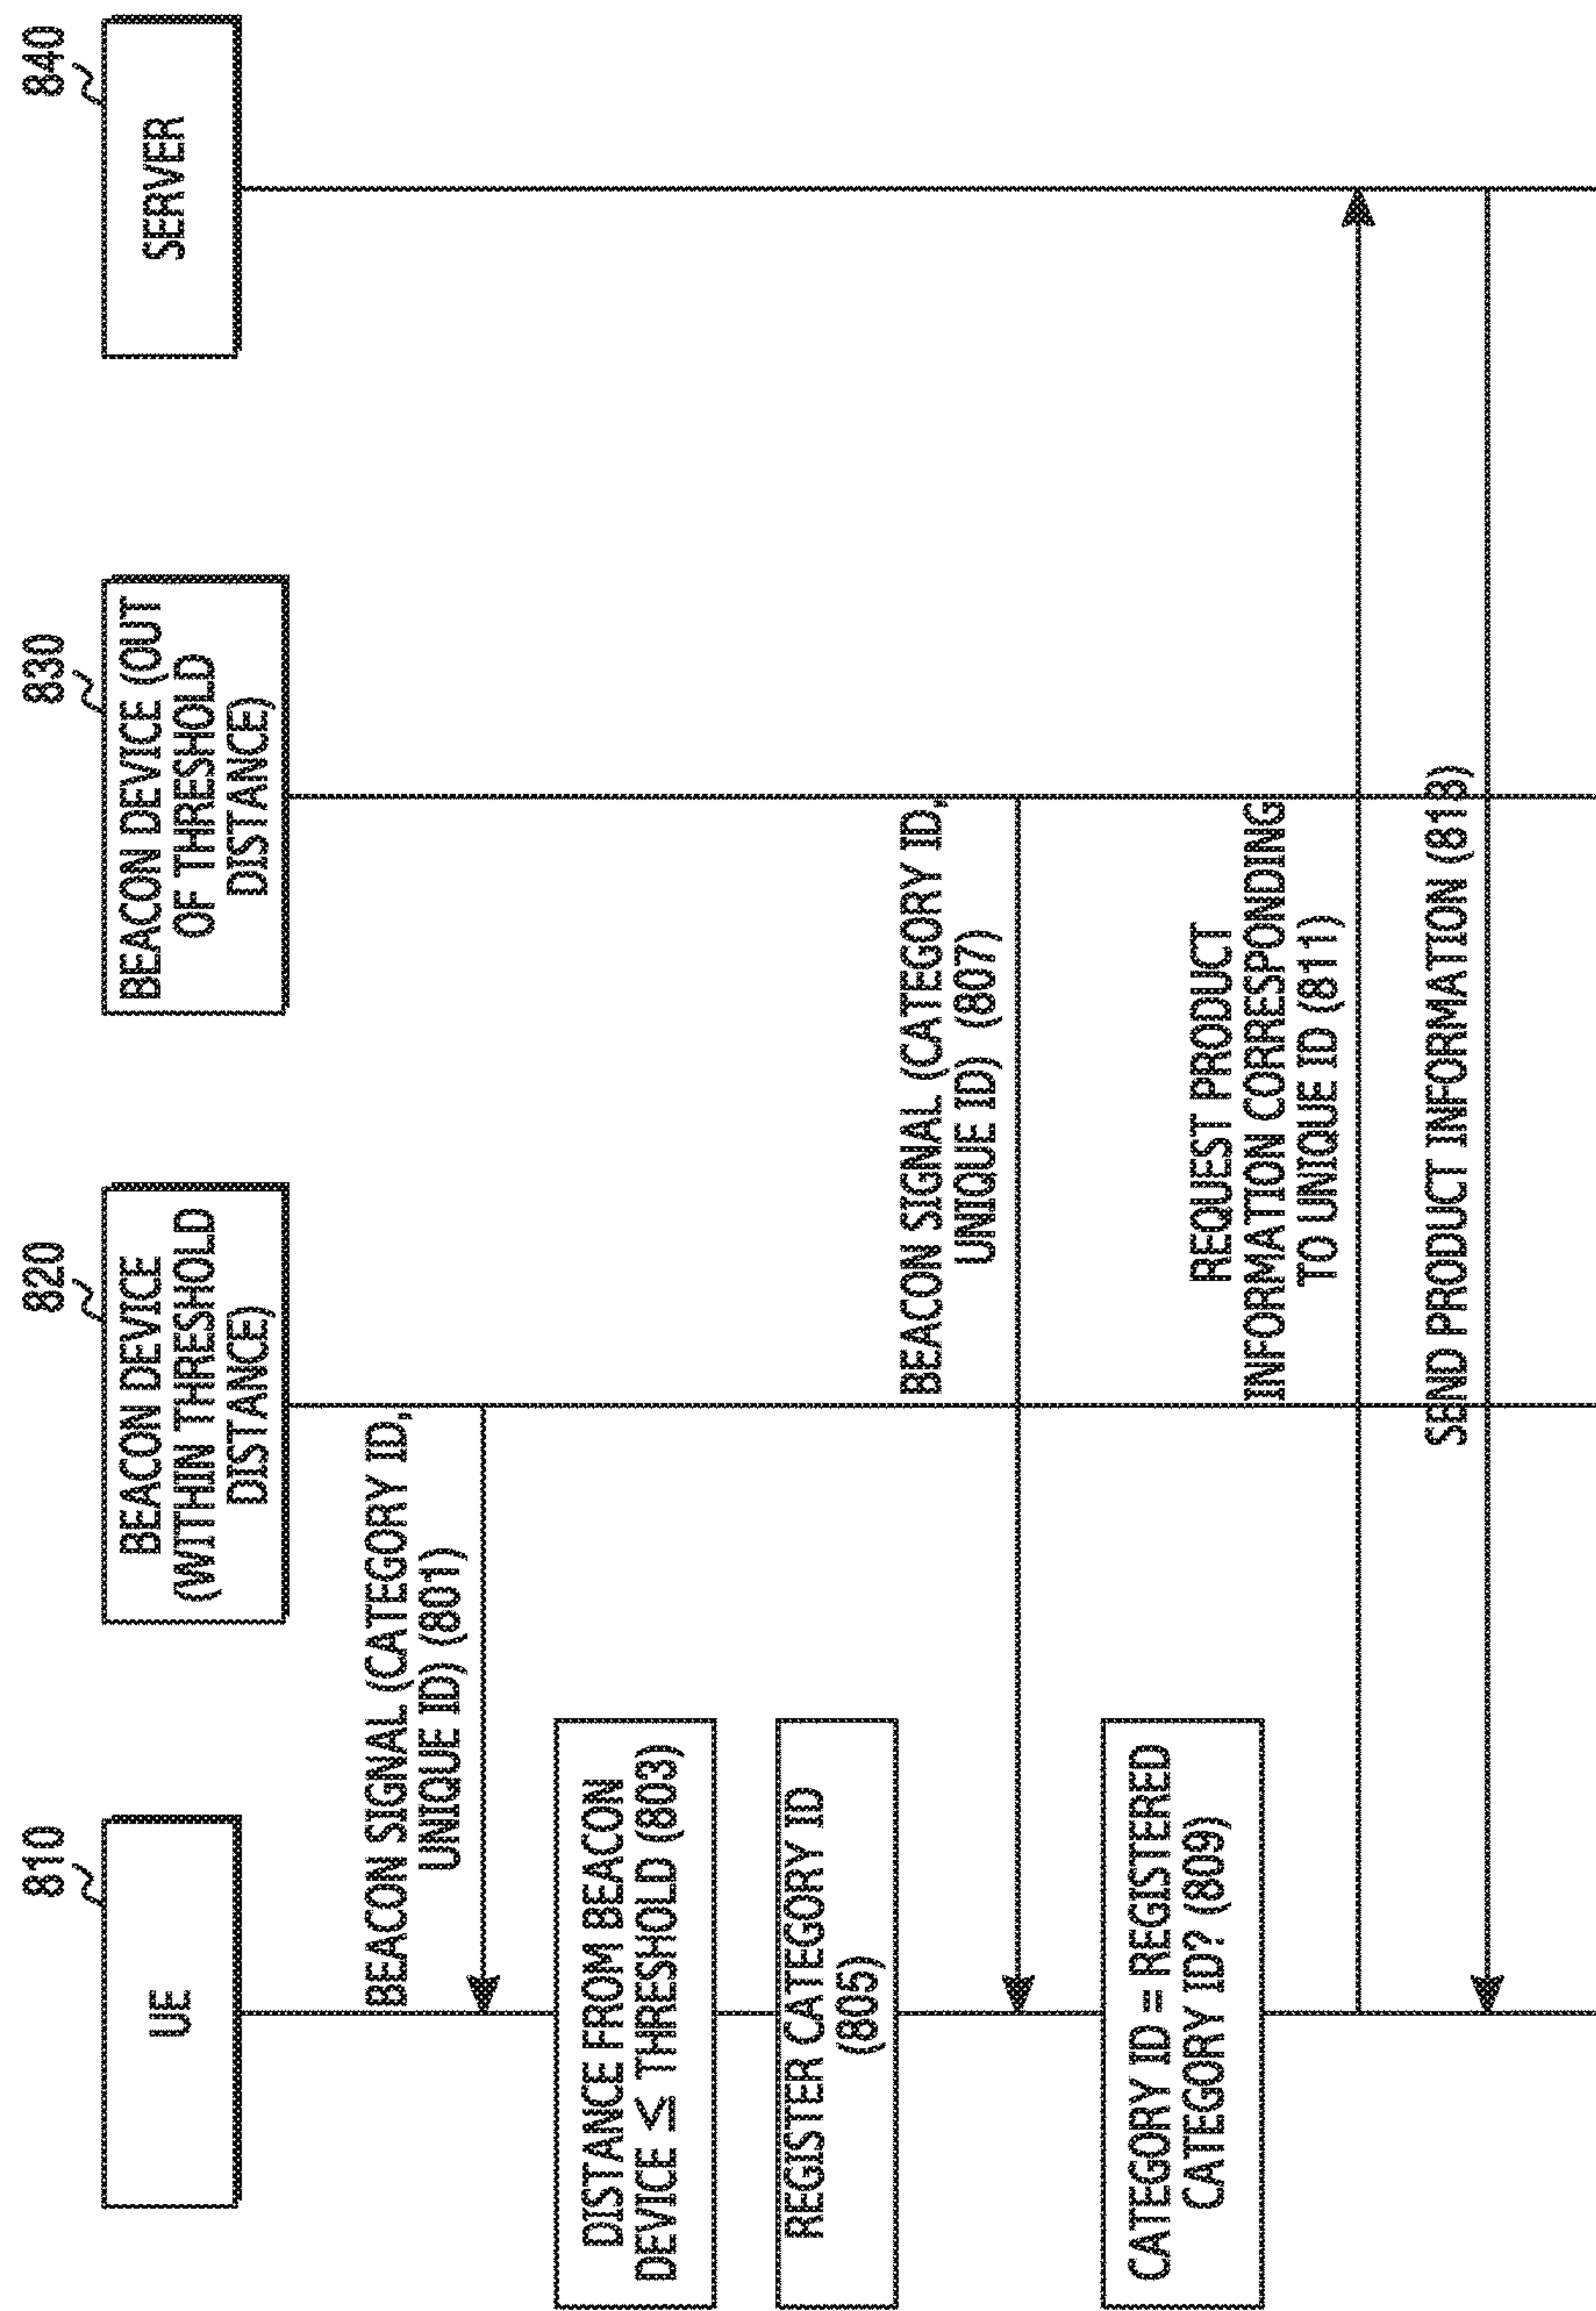 810
UE
820
BEACON DEVICE
(WITHIN THRESHOLD
DISTANCE)
830
BEACON DEVICE (OUT
OF THRESHOLD
DISTANCE)
840
SERVER
BEACON SIGNAL (CATEGORY ID,
UNIQUE ID) (801)
DISTANCE FROM BEACON
DEVICE ≤ THRESHOLD (803)
REGISTER CATEGORY ID
(805)
BEACON SIGNAL (CATEGORY ID,
UNIQUE ID) (807)
CATEGORY ID = REGISTERED
CATEGORY ID? (809)
REQUEST PRODUCT
INFORMATION CORRESPONDING
TO UNIQUE ID (811)
SEND PRODUCT INFORMATION (813)